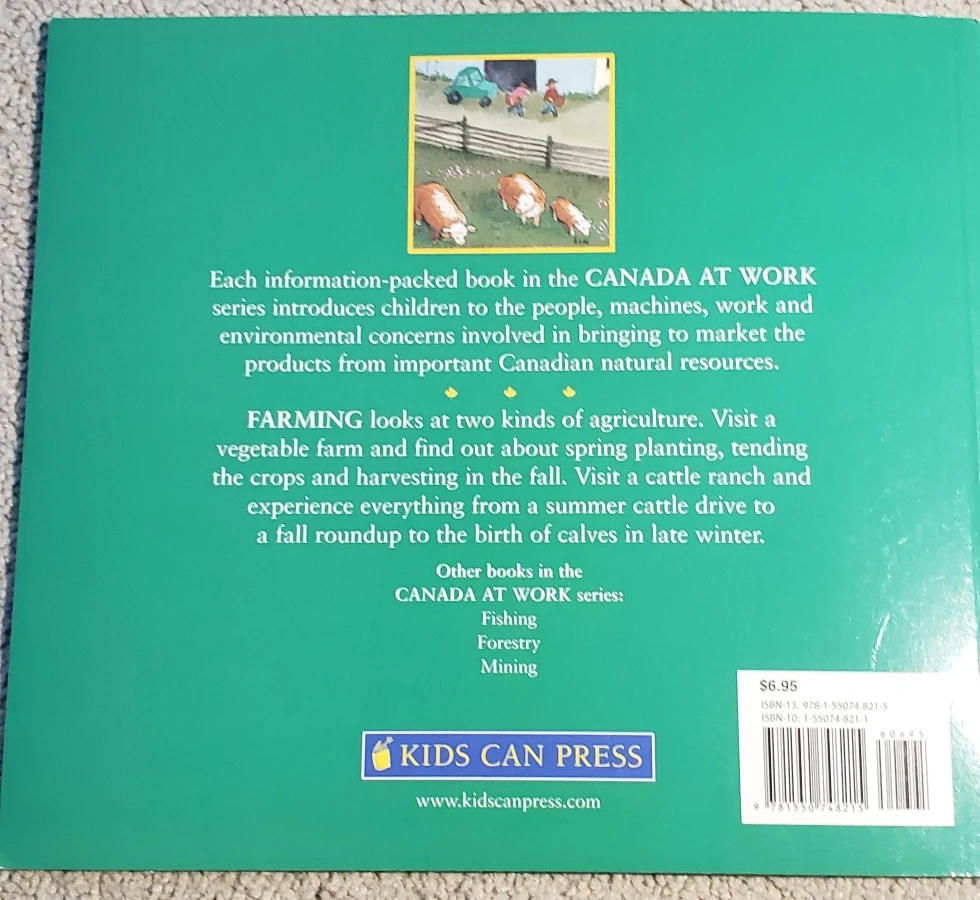 Each information-packed book in the CANADA AT WORK
series introduces children to the people, machines, work and
environmental concerns involved in bringing to market the
products from important Canadian natural resources.
FARMING looks at two kinds of agriculture. Visit a
vegetable farm and find out about spring planting, tending
the crops and harvesting in the fall. Visit a cattle ranch and
experience everything from a summer cattle drive to
a fall roundup to the birth of calves in late winter.
Other books in the
CANADA AT WORK series:
Fishing
Forestry
Mining
$6.95
ISBN-13: 978-1-55074-821-5
ISBN-10: 1-55074-821-1
60695
9 781550 748215
KIDS CAN PRESS
www.kidscanpress.com